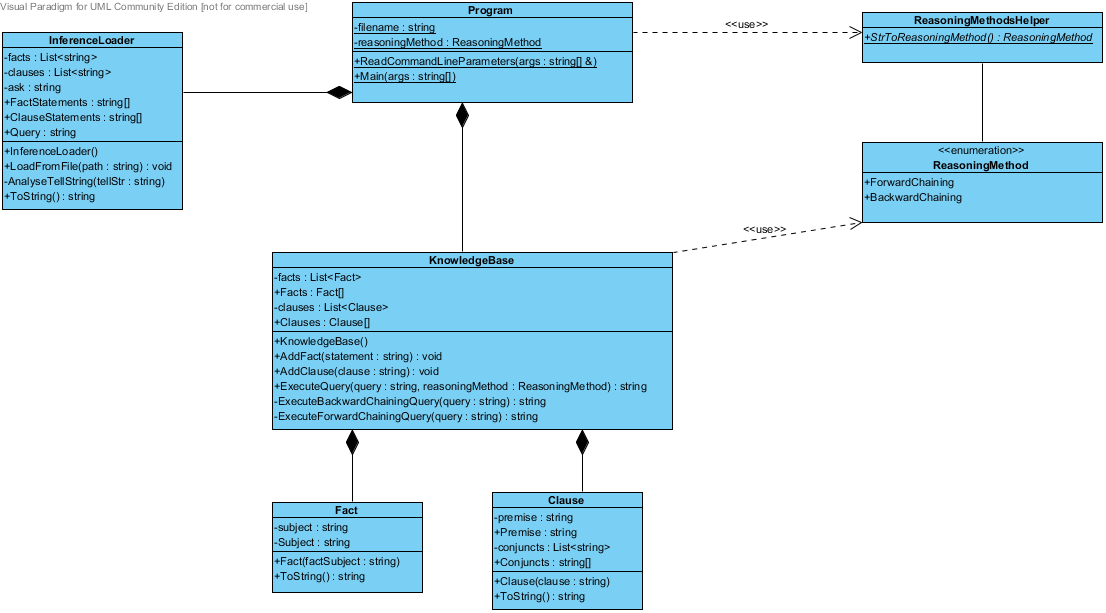 Visual Paradigm for UML Community Edition [not for commercial use]
Program
-filename : string
-reasoningMethod : ReasoningMethod
+ReadCommandLineParameters(args : string[] &)
+Main(args : string[])
<<use>>
ReasoningMethodsHelper
+StrToReasoningMethod() : ReasoningMethod
InferenceLoader
-facts : List<string>
-clauses : List<string>
-ask : string
+FactStatements : string[]
+ClauseStatements : string[]
+Query : string
+InferenceLoader()
+LoadFromFile(path : string) : void
-AnalyseTellString(tellStr : string)
+ToString() : string
<<enumeration>>
ReasoningMethod
+ForwardChaining
+BackwardChaining
<<use>>
KnowledgeBase
-facts : List<Fact>
+Facts : Fact[]
-clauses : List<Clause>
+Clauses : Clause[]
+KnowledgeBase()
+AddFact(statement : string) : void
+AddClause(clause : string) : void
+ExecuteQuery(query : string, reasoningMethod : ReasoningMethod) : string
-ExecuteBackwardChainingQuery(query : string) : string
-ExecuteForwardChainingQuery(query : string) : string
Fact
-subject : string
-Subject : string
+Fact(factSubject : string)
+ToString() : string
Clause
-premise : string
+Premise : string
-conjuncts : List<string>
+Conjuncts : string[]
+Clause(clause : string)
+ToString() : string